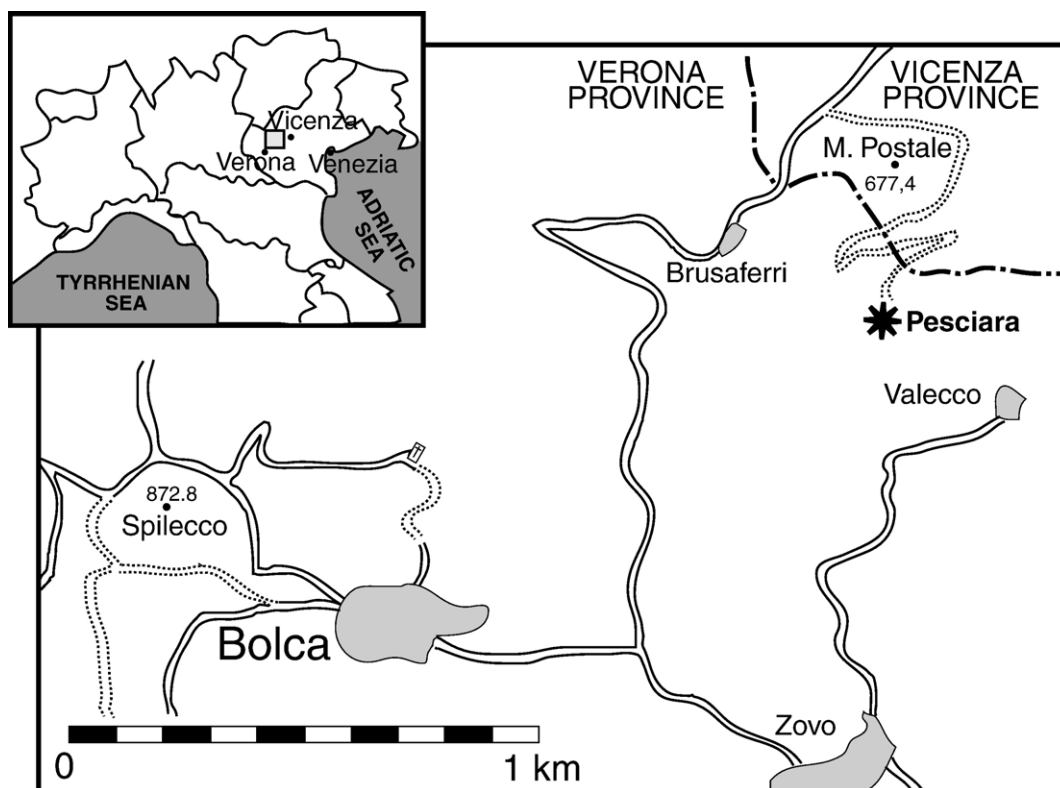 Vicenza
Verona
Venezia
ADRIATIC
SEA
TYRRHENIAN
SEA
VERONA
PROVINCE
VICENZA
PROVINCE
M. Postale
677,4
Brusaferri
Pesciara
Valecco
872.8
Spilecco
Bolca
Zovo
0
1 km